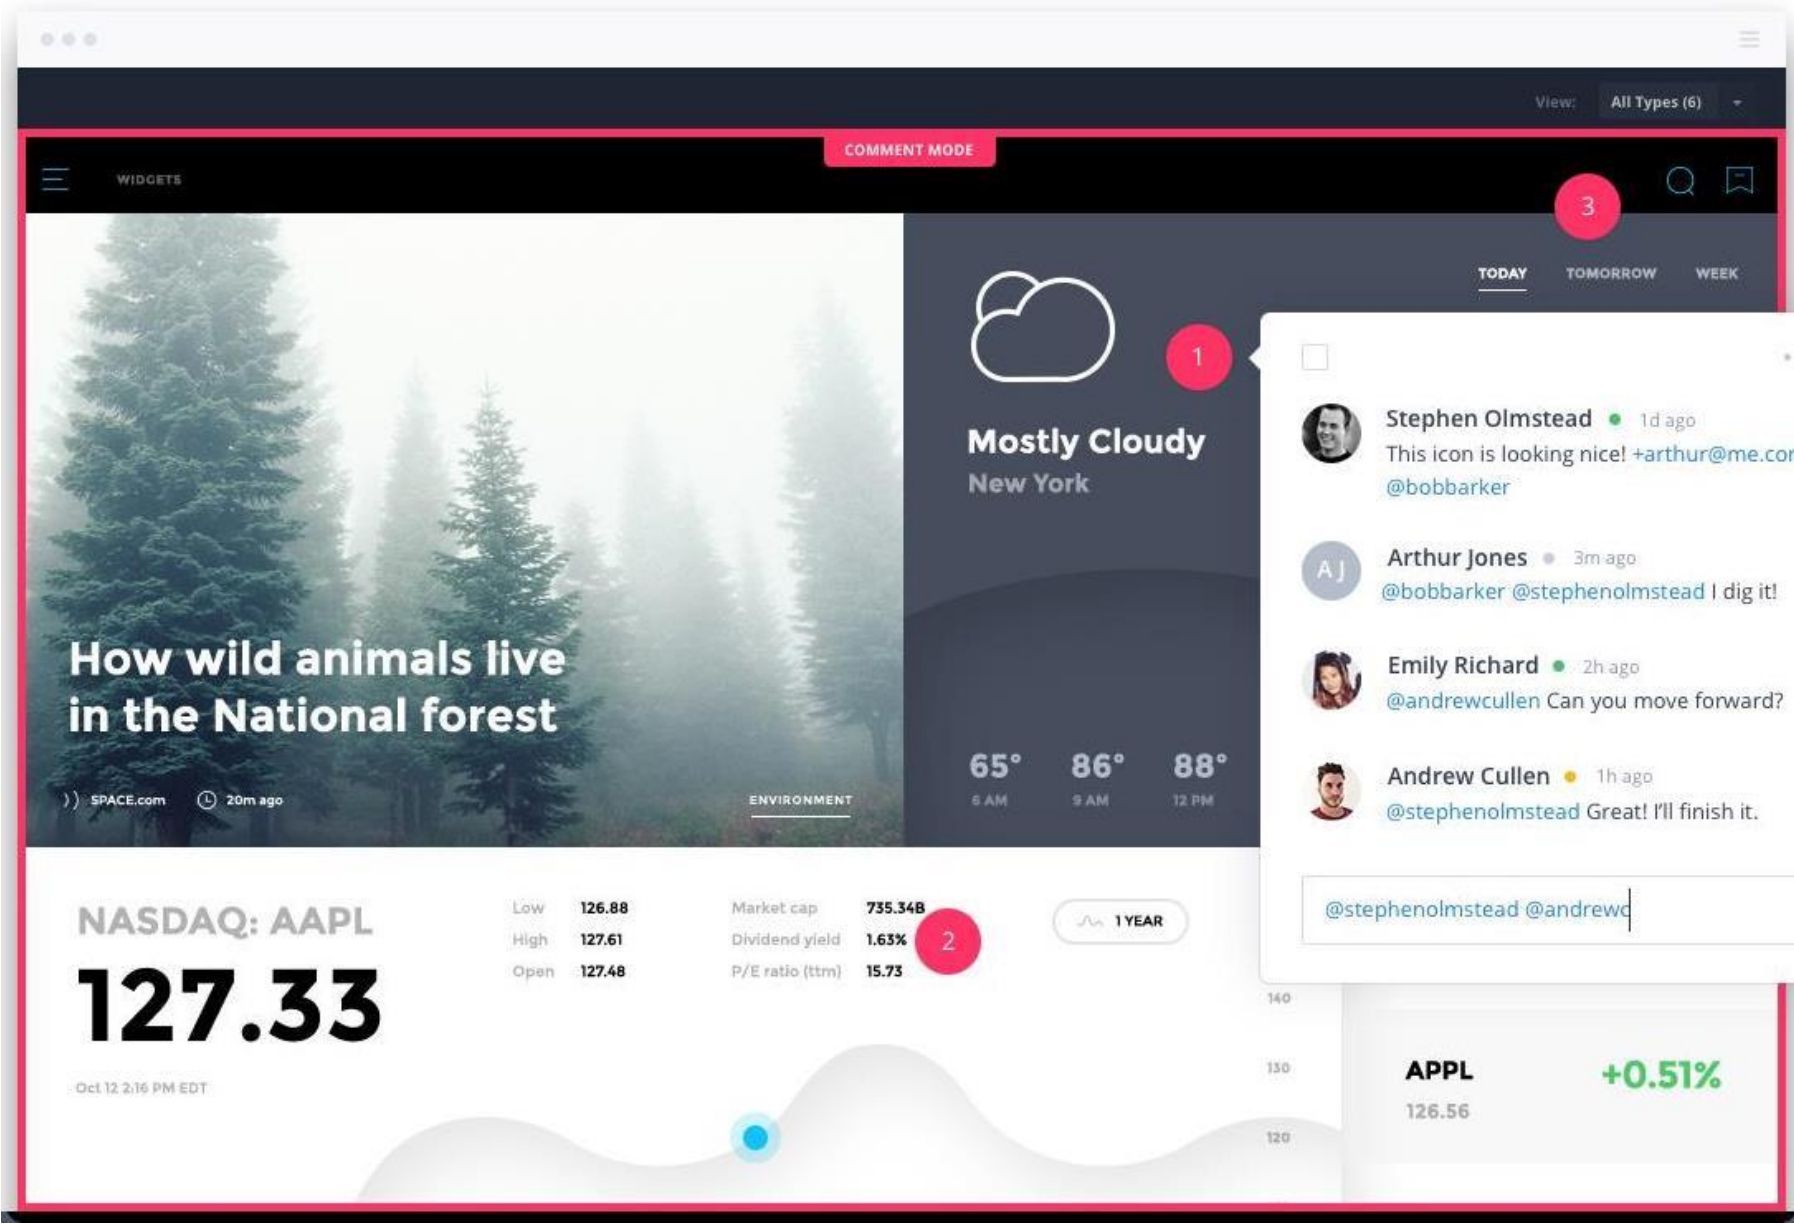 View: All Types (6)
COMMENT MODE
WIDGETS
3
TODAY TOMORROW WEEK
1
Mostly Cloudy
New York
65° 86° 88°
6 AM 9 AM 12 PM
How wild animals live
in the National forest
SPACE.com 20m ago ENVIRONMENT
Stephen Olmstead 1d ago
This icon is looking nice! +arthur@me.com
@bobbarker
AJ
Arthur Jones 3m ago
@bobbarker @stephenolmstead I dig it!
Emily Richard 2h ago
@andrewcullen Can you move forward?
Andrew Cullen 1h ago
@stephenolmstead Great! I'll finish it.
@stephenolmstead @andrewc
NASDAQ: AAPL
127.33
Oct 12 2:16 PM EDT
Low 126.88
High 127.61
Open 127.48
Market cap 735.34B
Dividend yield 1.63%
P/E ratio (ttm) 15.73
2
1 YEAR
140
130
120
APPL +0.51%
126.56